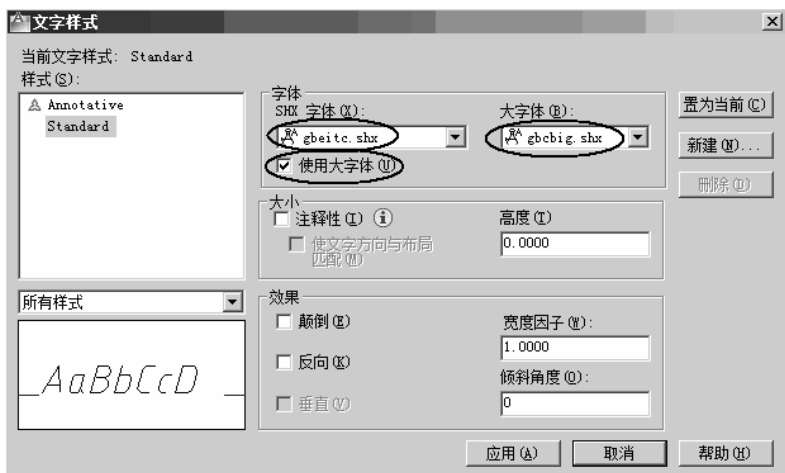 文字样式
当前文字样式: Standard
样式(S):
Annotative
Standard
字体
SHX 字体(X):
gbeitc.shx
使用大字体(U)
大字体(B):
gbcbig.shx
置为当前(C)
新建(N)...
删除(D)
大小
注释性(I)
使文字方向与布局
匹配(M)
高度(T)
0.0000
所有样式
AaBbCcD
效果
颠倒(E)
反向(K)
垂直(V)
宽度因子(W):
1.0000
倾斜角度(O):
0
应用(A)
取消
帮助(H)